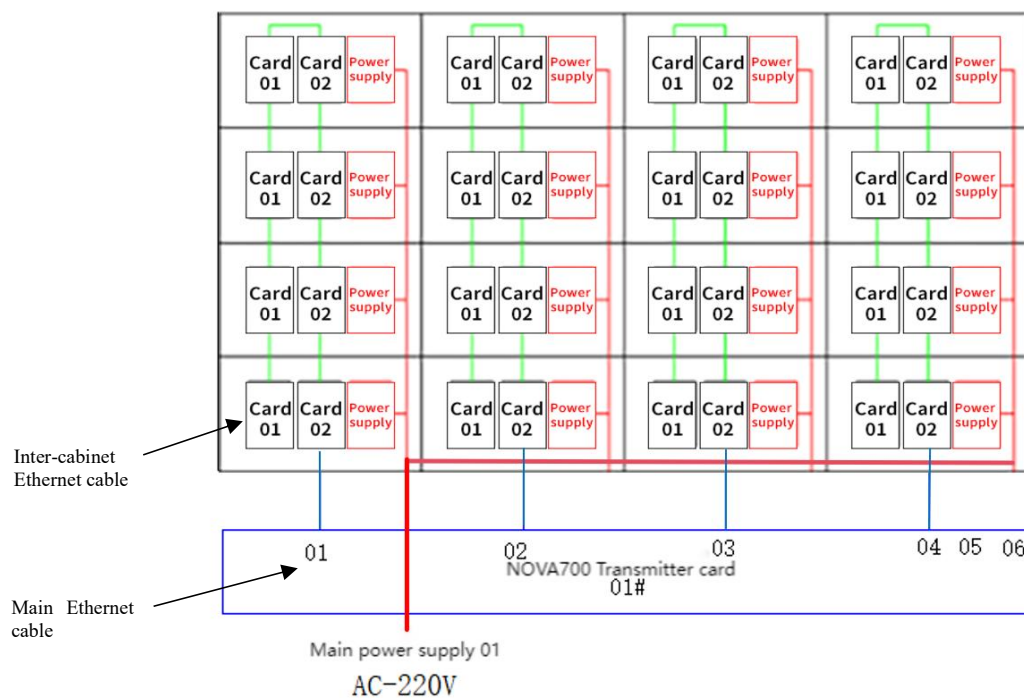 Card 01 Card 02 Power supply Card 01 Card 02 Power supply Card 01 Card 02 Power supply Card 01 Card 02 Power supply
Card 01 Card 02 Power supply Card 01 Card 02 Power supply Card 01 Card 02 Power supply Card 01 Card 02 Power supply
Card 01 Card 02 Power supply Card 01 Card 02 Power supply Card 01 Card 02 Power supply Card 01 Card 02 Power supply
Card 01 Card 02 Power supply Card 01 Card 02 Power supply Card 01 Card 02 Power supply Card 01 Card 02 Power supply
Inter-cabinet
Ethernet cable
01 02 03 04 05 06
NOVA700 Transmitter card
01#
Main Ethernet
cable
Main power supply 01
AC-220V